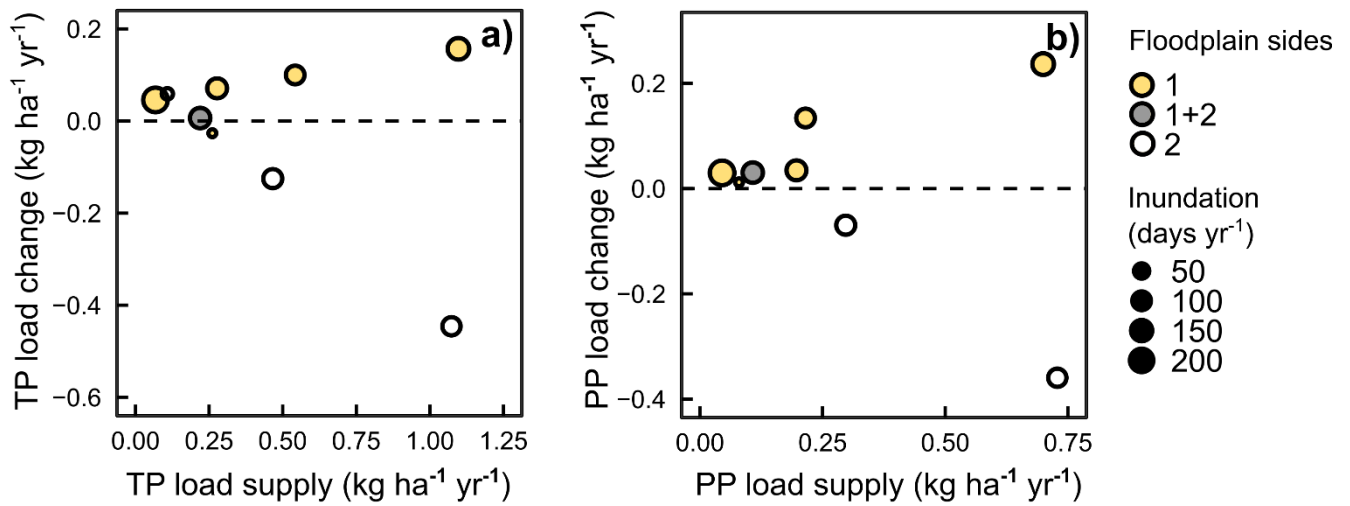 a)
0.2
0.0
−0.2
−0.4
−0.6
TP load change (kg ha⁻¹ yr⁻¹)
0.00 0.25 0.50 0.75 1.00 1.25
TP load supply (kg ha⁻¹ yr⁻¹)
b)
0.2
0.0
−0.2
−0.4
PP load change (kg ha⁻¹ yr⁻¹)
0.00 0.25 0.50 0.75
PP load supply (kg ha⁻¹ yr⁻¹)
Floodplain sides
1
1+2
2
Inundation
(days yr⁻¹)
50
100
150
200